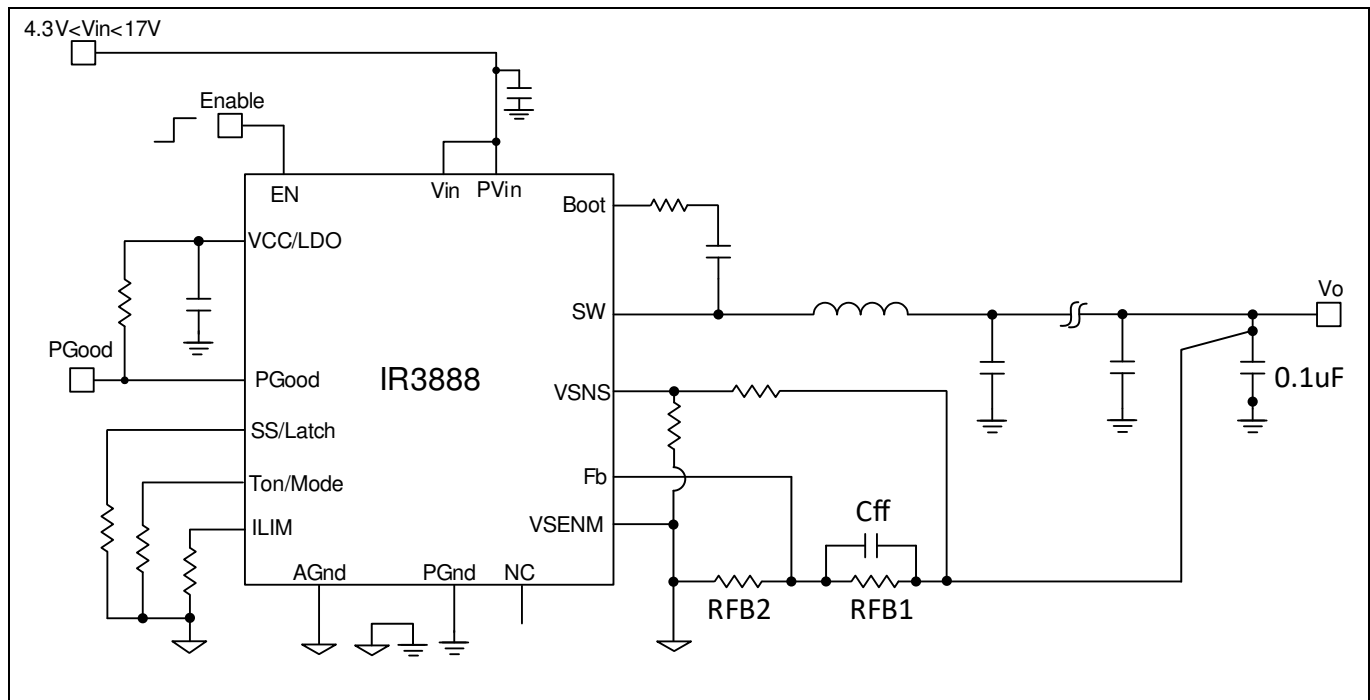 4.3V<Vin<17V
Enable
EN
Vin
PVin
Boot
VCC/LDO
SW
Vo
PGood
PGood
IR3888
VSNS
0.1uF
SS/Latch
Fb
Ton/Mode
Cff
VSENM
ILIM
AGnd
PGnd
NC
RFB2
RFB1